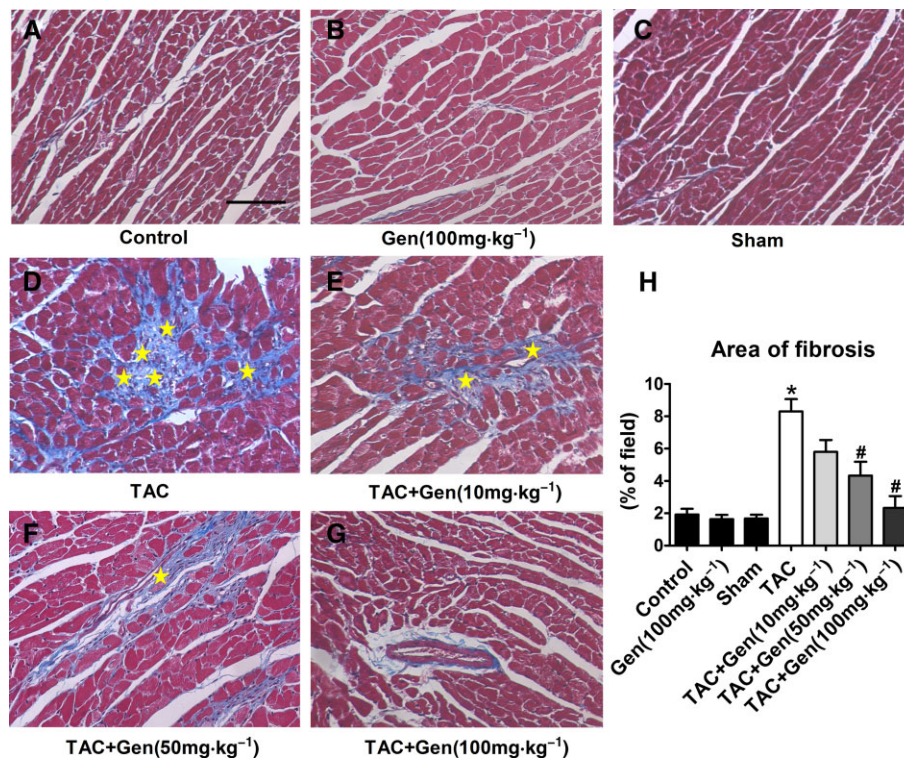 A
Control
B
Gen(100mg·kg⁻¹)
C
Sham
D
TAC
E
TAC+Gen(10mg·kg⁻¹)
F
TAC+Gen(50mg·kg⁻¹)
G
TAC+Gen(100mg·kg⁻¹)
H
Area of fibrosis
(% of field)
10
8
6
4
2
0
*
#
#
Control
Gen(100mg·kg⁻¹)
Sham
TAC
TAC+Gen(10mg·kg⁻¹)
TAC+Gen(50mg·kg⁻¹)
TAC+Gen(100mg·kg⁻¹)